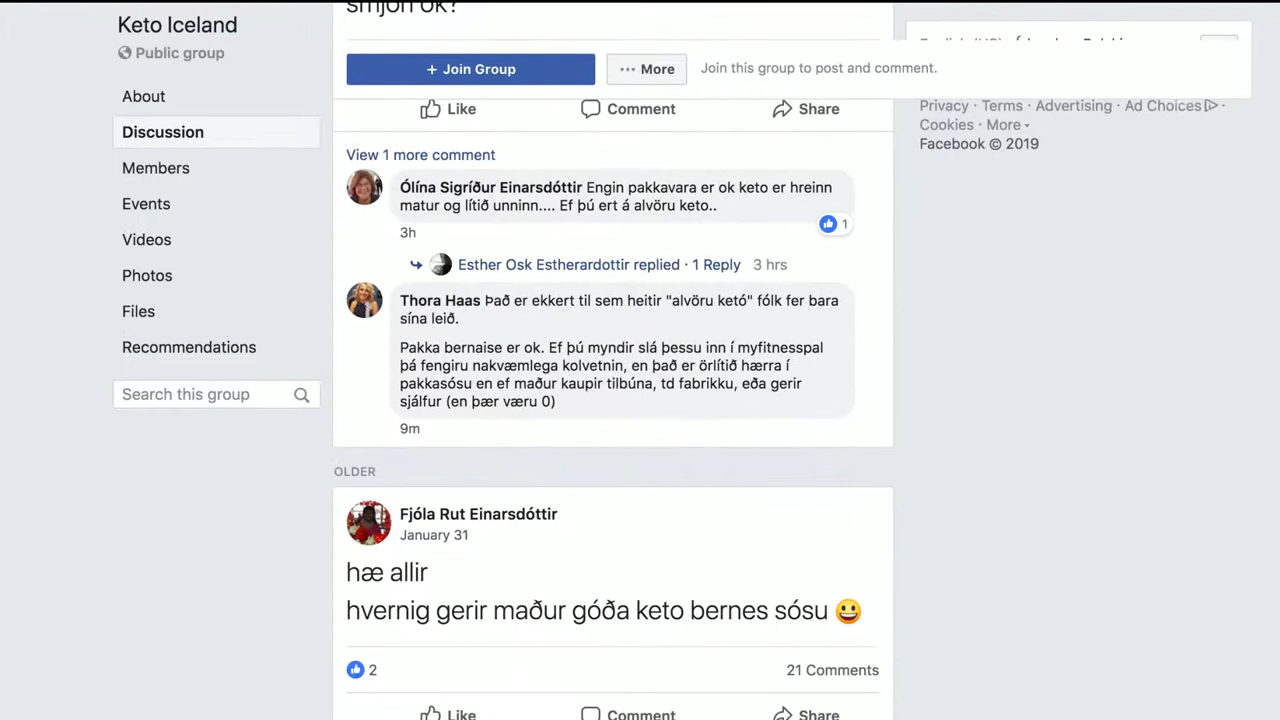 Keto Iceland
Public group
About
Discussion
Members
Events
Videos
Photos
Files
Recommendations
Search this group
smjön ok?
+ Join Group
··· More
Join this group to post and comment.
Like
Comment
Share
View 1 more comment
Ólína Sigríður Einarsdóttir Engin pakkavara er ok keto er hreinn
matur og lítið unninn.... Ef þú ert á alvöru keto..
1
3h
Esther Osk Estherardottir replied · 1 Reply 3 hrs
Thora Haas Það er ekkert til sem heitir "alvöru ketó" fólk fer bara
sína leið.
Pakka bernaise er ok. Ef þú myndir slá þessu inn í myfitnesspal
þá fengiru nakvæmlega kolvetnin, en það er örlítið hærra í
pakkasósu en ef maður kaupir tilbúna, td fabrikku, eða gerir
sjálfur (en þær væru 0)
9m
OLDER
Fjóla Rut Einarsdóttir
January 31
hæ allir
hvernig gerir maður góða keto bernes sósu 😀
2
21 Comments
Like
Comment
Share
Privacy · Terms · Advertising · Ad Choices ·
Cookies · More
Facebook © 2019